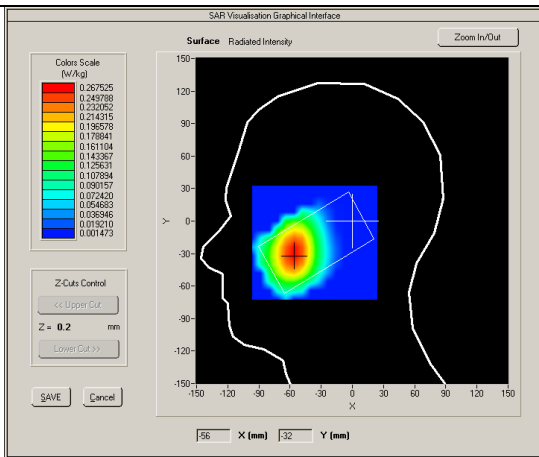 SAR Visualisation Graphical Interface
Surface Radiated Intensity
Zoom In/Out
Colors Scale
(W/kg)
0.267525
0.249788
0.232052
0.214315
0.196578
0.178841
0.161104
0.143367
0.125631
0.107894
0.090157
0.072420
0.054683
0.036946
0.019210
0.001473
Z-Cuts Control
<< Upper Cut
Z = 0.2 mm
Lower Cut >>
SAVE Cancel
150-
120-
90-
60-
30-
0-
-30-
-60-
-90-
-120-
-150-
Y
-150 -120 -90 -60 -30 0 30 60 90 120 150
X
-56 X (mm) -32 Y (mm)